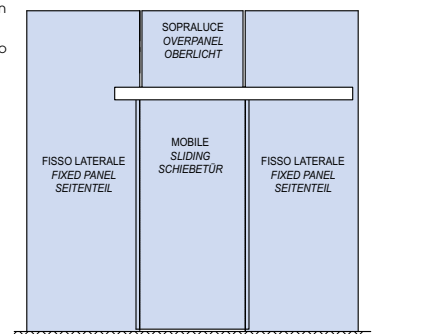 SOPRALUCE
OVERPANEL
OBERLICHT
MOBILE
SLIDING
SCHIEBETÜR
FISSO LATERALE
FIXED PANEL
SEITENTEIL
FISSO LATERALE
FIXED PANEL
SEITENTEIL